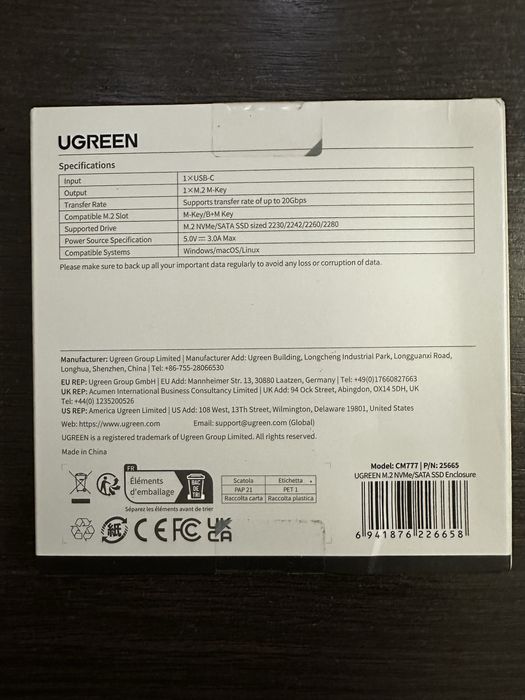 UGREEN
Specifications
Input 1×USB-C
Output 1×M.2 M-Key
Transfer Rate Supports transfer rate of up to 20Gbps
Compatible M.2 Slot M-Key/B+M Key
Supported Drive M.2 NVMe/SATA SSD sized 2230/2242/2260/2280
Power Source Specification 5.0V⎓3.0A Max
Compatible Systems Windows/macOS/Linux
Please make sure to back up all your important data regularly to avoid any loss or corruption of data.
Manufacturer: Ugreen Group Limited | Manufacturer Add: Ugreen Building, Longcheng Industrial Park, Longguanxi Road,
Longhua, Shenzhen, China | Tel: +86-755-28066530
EU REP: Ugreen Group GmbH | EU Add: Mannheimer Str. 13, 30880 Laatzen, Germany | Tel: +49(0)17660827663
UK REP: Acumen International Business Consultancy Limited | UK Add: 94 Ock Street, Abingdon, OX14 5DH, UK
Tel: +44(0) 1235200526
US REP: America Ugreen Limited | US Add: 108 West, 13Th Street, Wilmington, Delaware 19801, United States
Web: https://www.ugreen.com Email: support@ugreen.com (Global)
UGREEN is a registered trademark of Ugreen Group Limited. All rights reserved.
Made in China
FR
Éléments
d'emballage
BAC
DE
TRI
Séparez les éléments avant de trier
Scatola Etichetta
PAP 21 PET 1
Raccolta carta Raccolta plastica
Model: CM777 | P/N: 25665
UGREEN M.2 NVMe/SATA SSD Enclosure
6 941876 226658
紙
CE FC UKCA